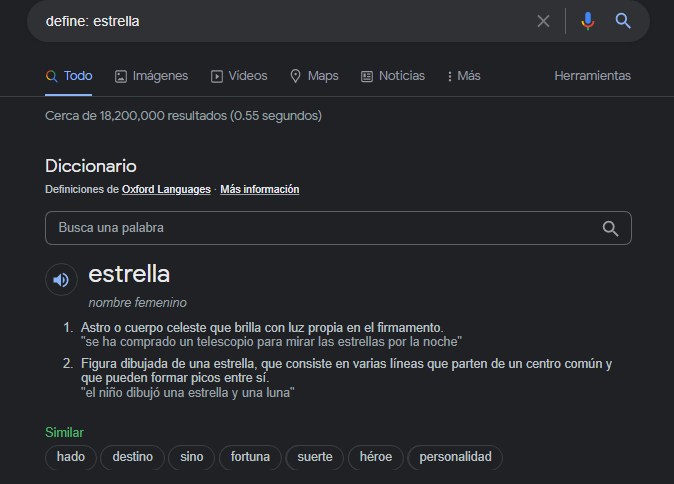 define: estrella
Todo Imágenes Vídeos Maps Noticias Más Herramientas
Cerca de 18,200,000 resultados (0.55 segundos)
Diccionario
Definiciones de Oxford Languages · Más información
Busca una palabra
estrella
nombre femenino
1. Astro o cuerpo celeste que brilla con luz propia en el firmamento.
"se ha comprado un telescopio para mirar las estrellas por la noche"
2. Figura dibujada de una estrella, que consiste en varias líneas que parten de un centro común y
que pueden formar picos entre sí.
"el niño dibujó una estrella y una luna"
Similar
hado destino sino fortuna suerte héroe personalidad